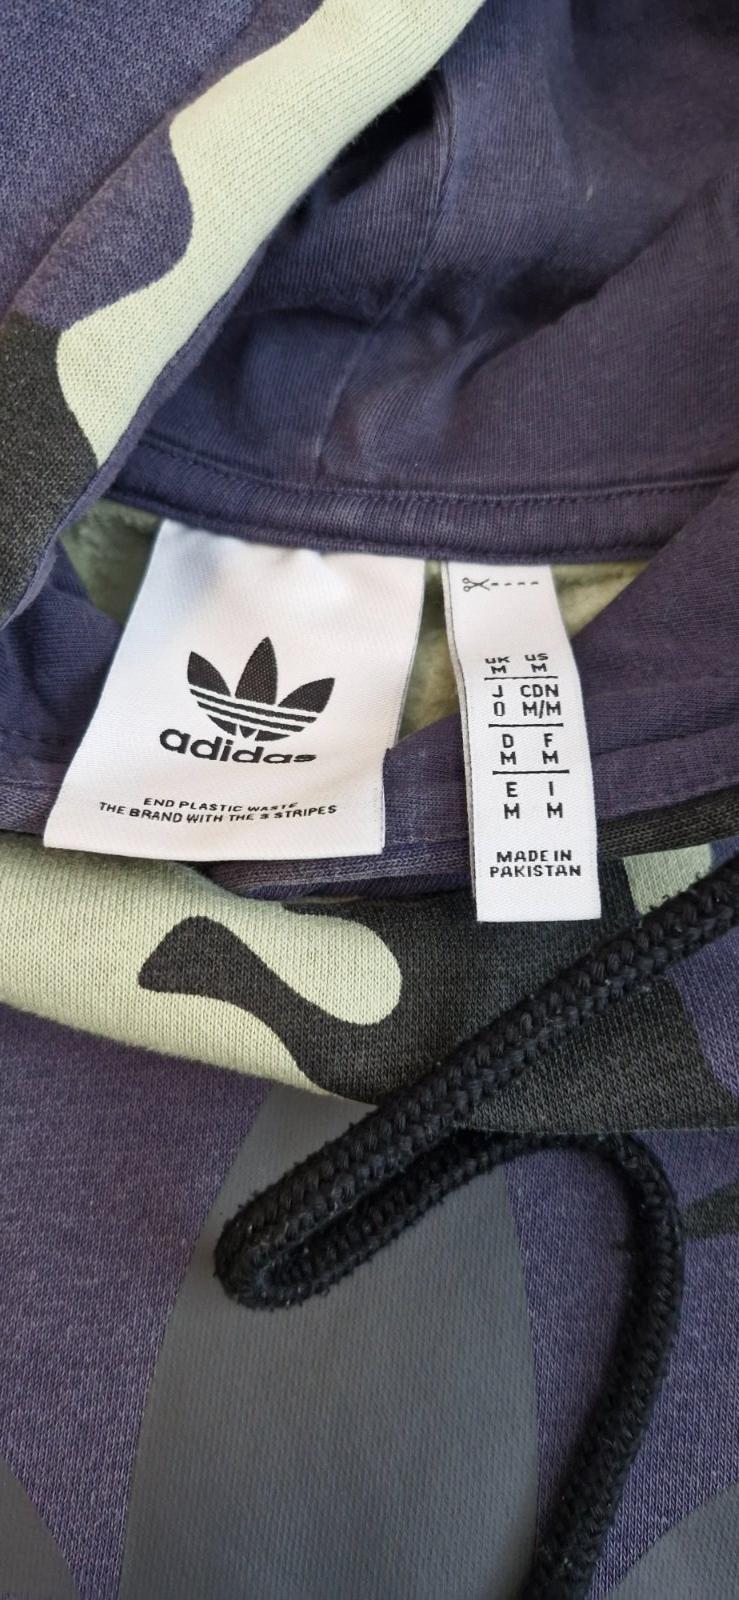 adidas
END PLASTIC WASTE
THE BRAND WITH THE 3 STRIPES
UK US
M M
J CDN
O M/M
D F
M M
E I
M M
MADE IN
PAKISTAN